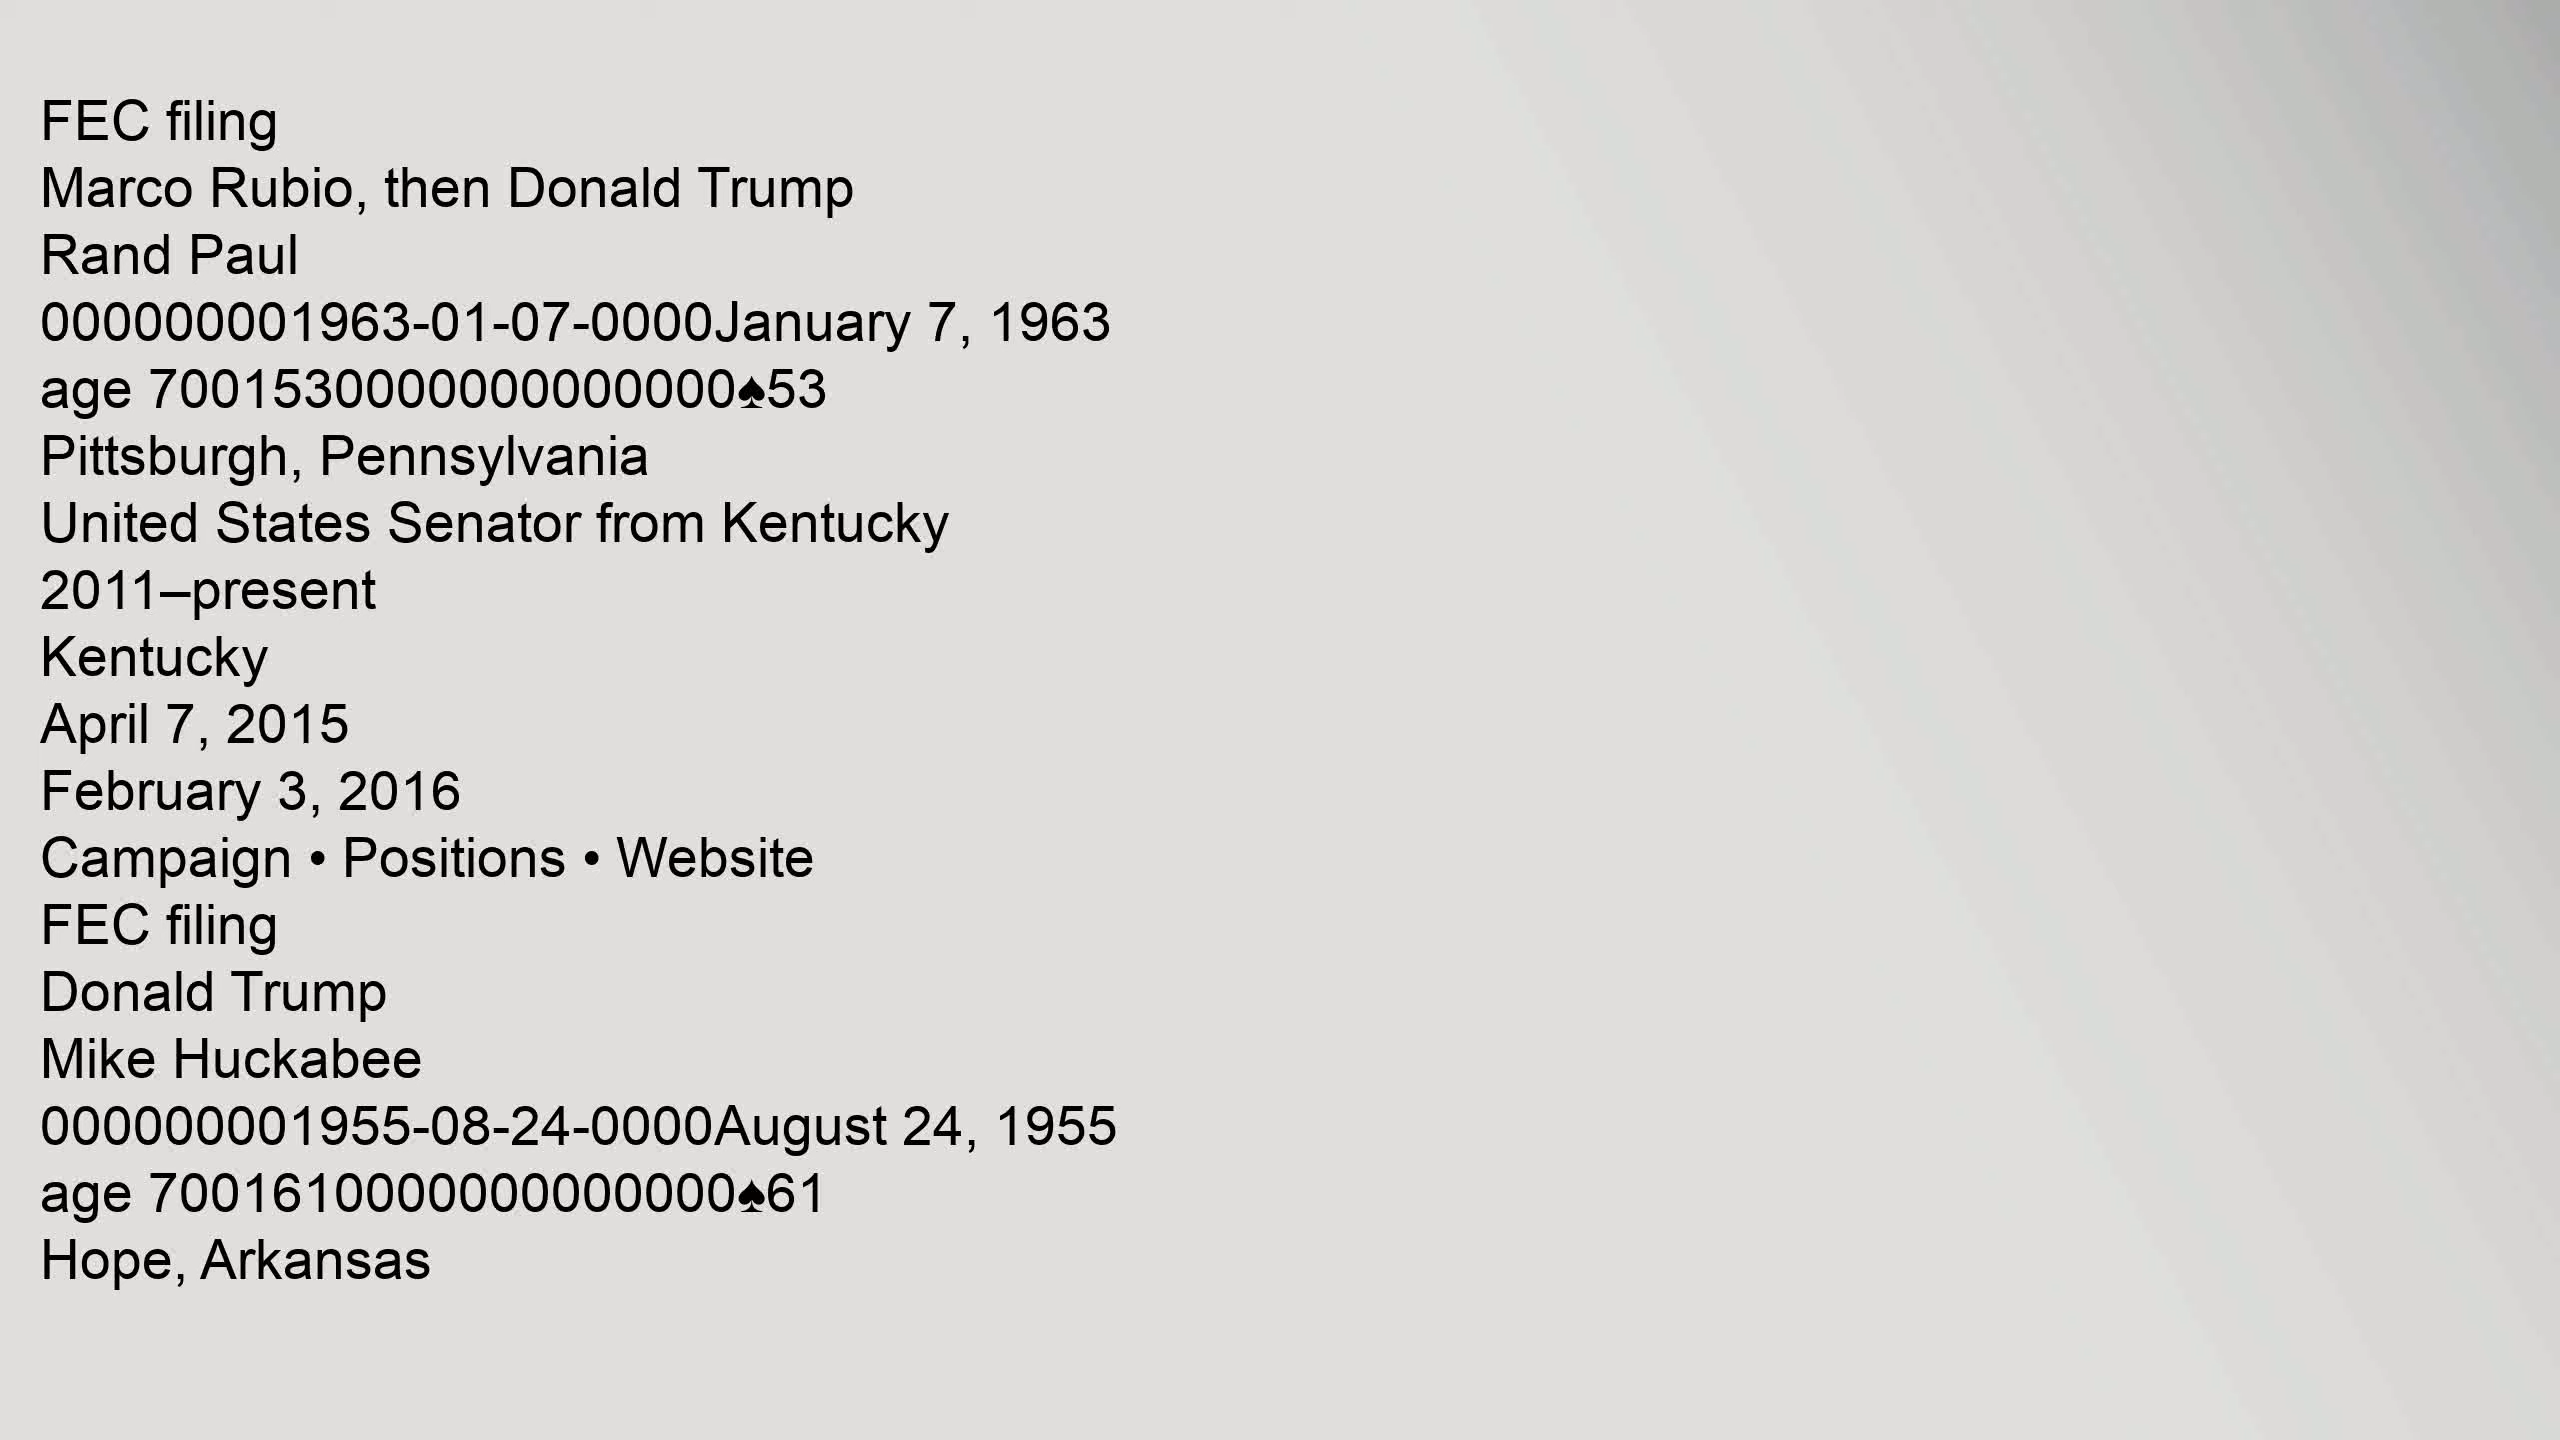 FEC filing
Marco Rubio, then Donald Trump
Rand Paul
000000001963-01-07-0000January 7, 1963
age 7001530000000000000♠53
Pittsburgh, Pennsylvania
United States Senator from Kentucky
2011–present
Kentucky
April 7, 2015
February 3, 2016
Campaign • Positions • Website
FEC filing
Donald Trump
Mike Huckabee
000000001955-08-24-0000August 24, 1955
age 7001610000000000000♠61
Hope, Arkansas